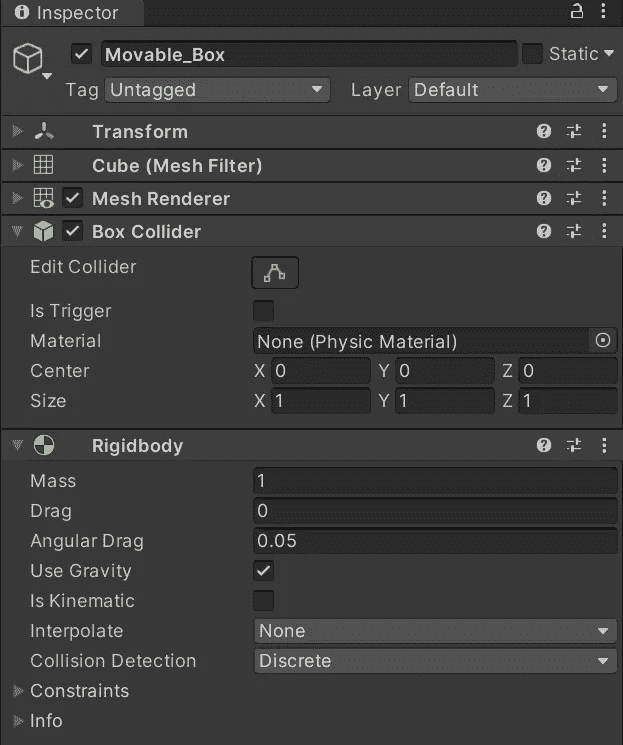 Inspector
Movable_Box Static
Tag Untagged Layer Default
Transform
Cube (Mesh Filter)
Mesh Renderer
Box Collider
Edit Collider
Is Trigger
Material None (Physic Material)
Center X 0 Y 0 Z 0
Size X 1 Y 1 Z 1
Rigidbody
Mass 1
Drag 0
Angular Drag 0.05
Use Gravity
Is Kinematic
Interpolate None
Collision Detection Discrete
Constraints
Info